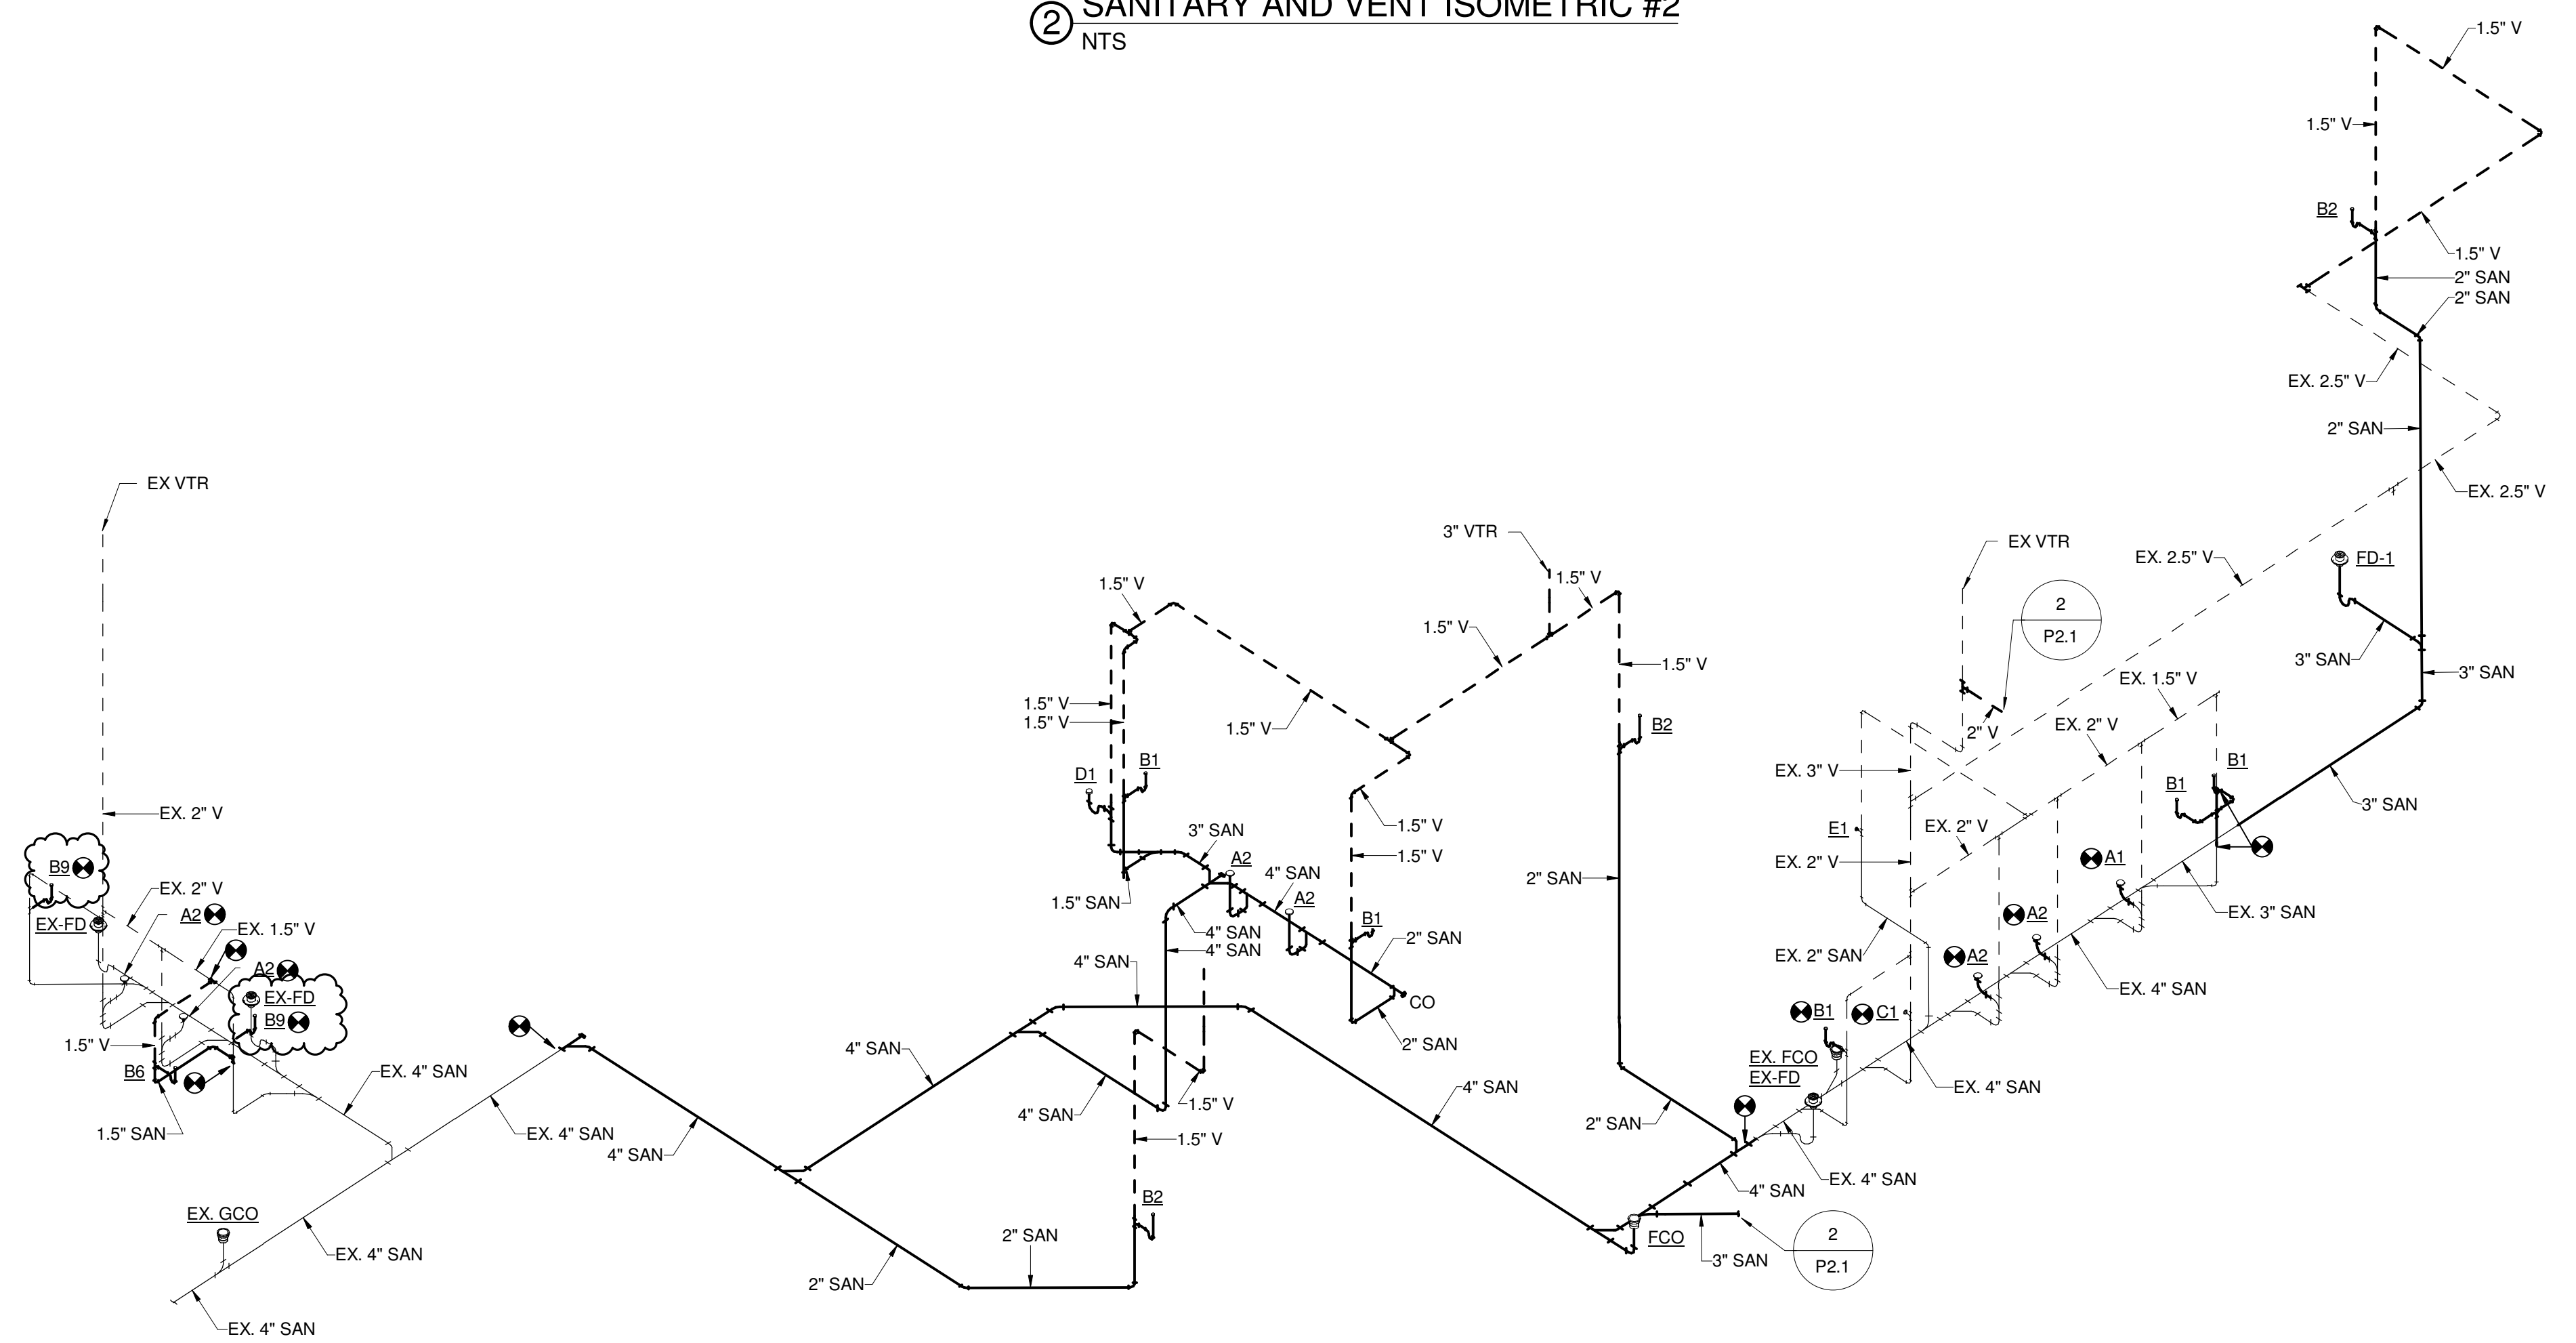 SANITARY AND VENT ISOMETRIC #2
2
NTS
1.5" V
1.5" V
B2
1.5" V
2" SAN
2" SAN
EX. 2.5" V
2" SAN
EX VTR
EX. 2.5" V
3" VTR
EX VTR
EX. 2.5" V
FD-1
1.5" V
1.5" V
2
P2.1
1.5" V
3" SAN
1.5" V
3" SAN
EX. 1.5" V
1.5" V
1.5" V
1.5" V
B2
EX. 2" V
2" V
D1
B1
EX. 3" V
B1
B1
3" SAN
EX. 2" V
1.5" V
E1
EX. 2" V
3" SAN
1.5" V
A2
A1
EX. 2" V
B9
4" SAN
2" SAN
EX. 2" V
1.5" SAN
A2
EX. 3" SAN
A2
A2
EX-FD
B1
EX. 1.5" V
4" SAN
2" SAN
4" SAN
EX. 2" SAN
A2
4" SAN
A2
EX. 4" SAN
EX-FD
CO
B9
B1
C1
1.5" V
4" SAN
2" SAN
EX. FCO
B6
EX. 4" SAN
EX-FD
4" SAN
EX. 4" SAN
1.5" V
4" SAN
2" SAN
1.5" SAN
EX. 4" SAN
1.5" V
4" SAN
EX. 4" SAN
4" SAN
B2
EX. GCO
2" SAN
FCO
2
P2.1
EX. 4" SAN
3" SAN
2" SAN
EX. 4" SAN